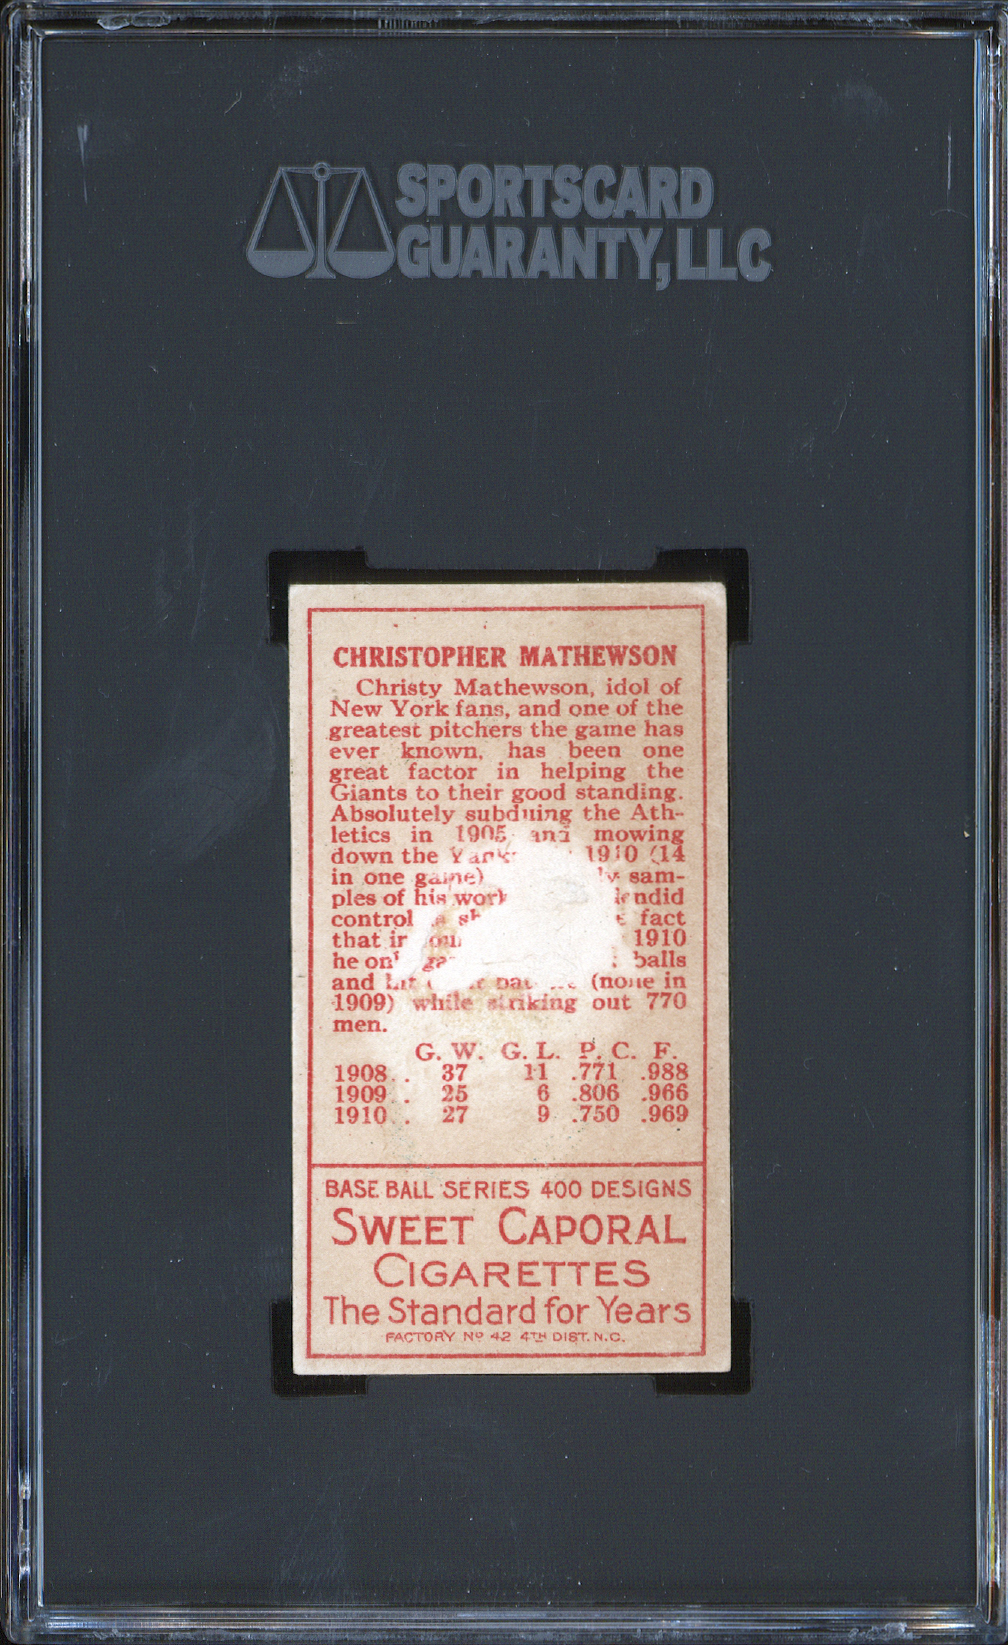 SPORTSCARD
GUARANTY, LLC
CHRISTOPHER MATHEWSON
Christy Mathewson, idol of
New York fans, and one of the
greatest pitchers the game has
ever known, has been one
great factor in helping the
Giants to their good standing.
Absolutely subduing the Ath-
letics in 1905 and mowing
down the 1910 (14
in one game) sam-
ples of his work
control fact
that in 1910
he only balls
and hit (none in
1909) while striking out 770
men.
G. W. G. L. P. C. F.
1908 . . 37 11 .771 .988
1909 . . 25 6 .806 .966
1910 . . 27 9 .750 .969
BASE BALL SERIES 400 DESIGNS
SWEET CAPORAL
CIGARETTES
The Standard for Years
FACTORY No 42 4TH DIST. N.C.